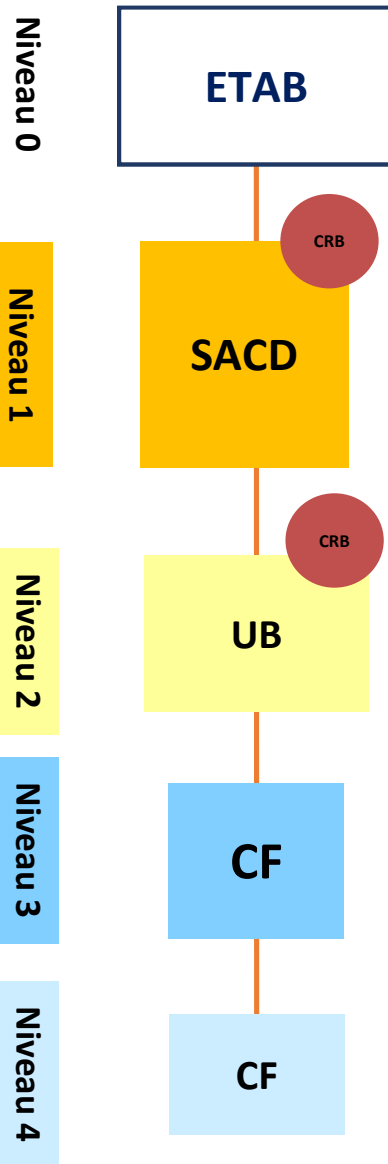 Niveau 0
ETAB
CRB
Niveau 1
SACD
CRB
Niveau 2
UB
Niveau 3
CF
Niveau 4
CF